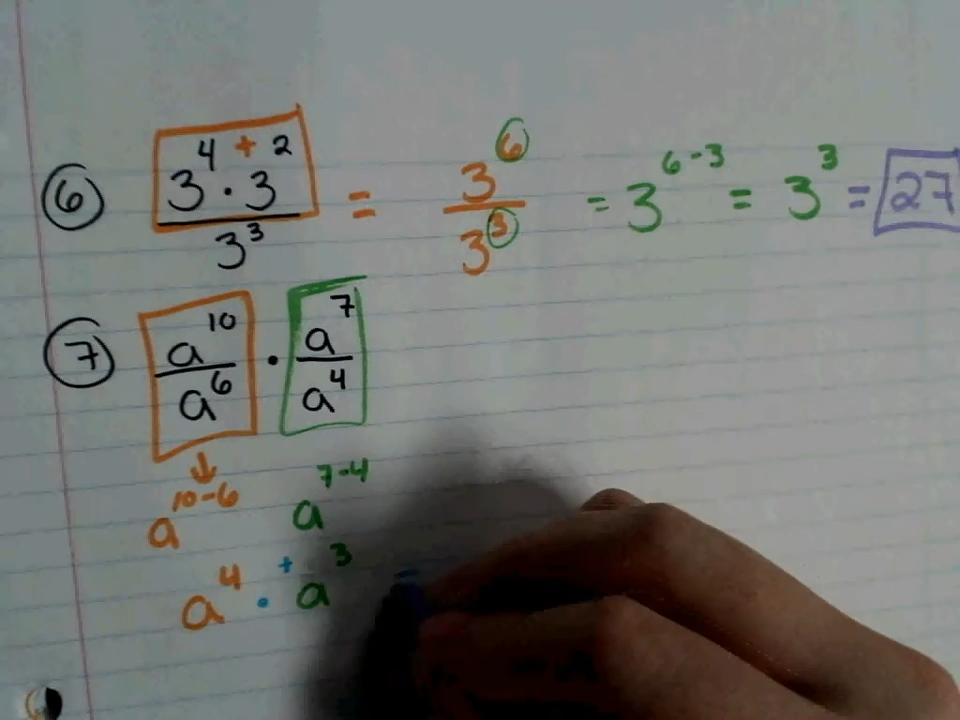 6 3^4 + 2 · 3 / 3^3 = 3^6 / 3^3 = 3^6-3 = 3^3 = 27
7 a^10 / a^6 · a^7 / a^4
a^10-6 a^7-4
a^4 · + a^3 =